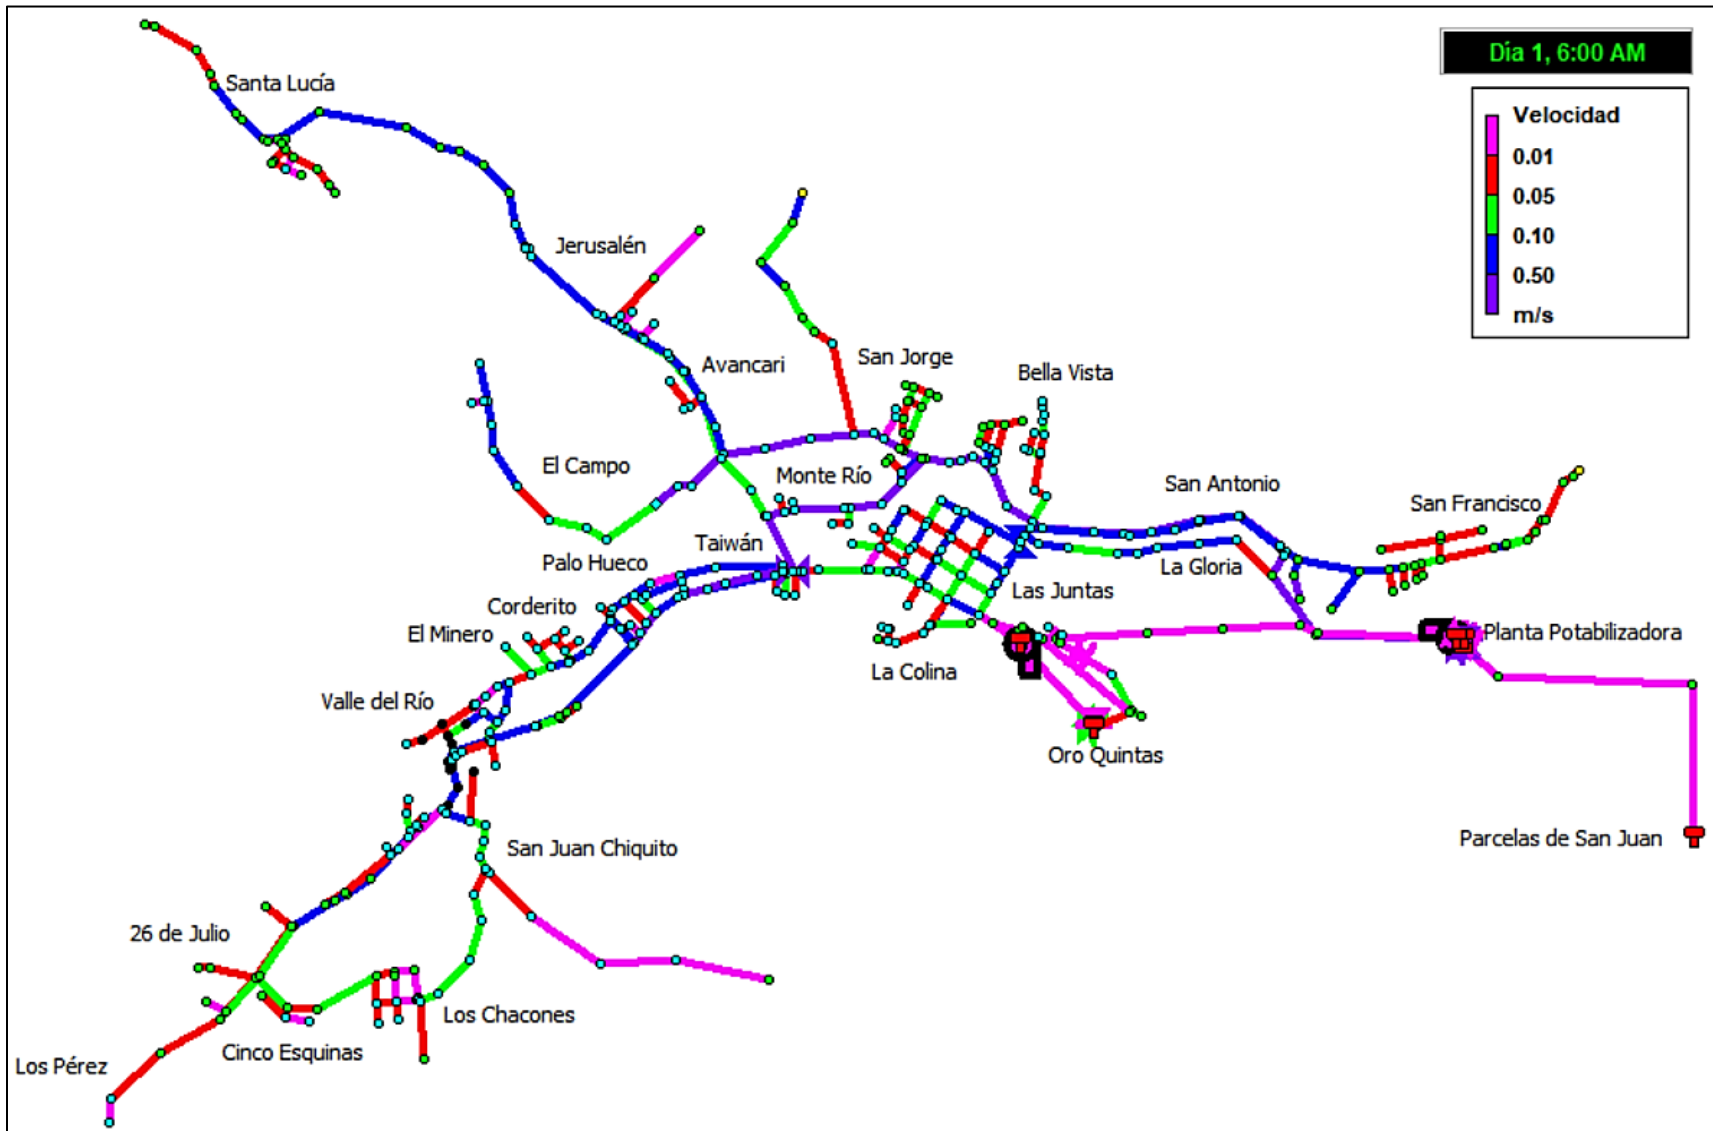 Día 1, 6:00 AM
Velocidad
0.01
0.05
0.10
0.50
m/s
Santa Lucía
Jerusalén
Avancari
San Jorge
Bella Vista
El Campo
Monte Río
San Antonio
San Francisco
Taiwán
Palo Hueco
La Gloria
Las Juntas
Corderito
El Minero
Planta Potabilizadora
La Colina
Valle del Río
Oro Quintas
Parcelas de San Juan
San Juan Chiquito
26 de Julio
Los Chacones
Cinco Esquinas
Los Pérez